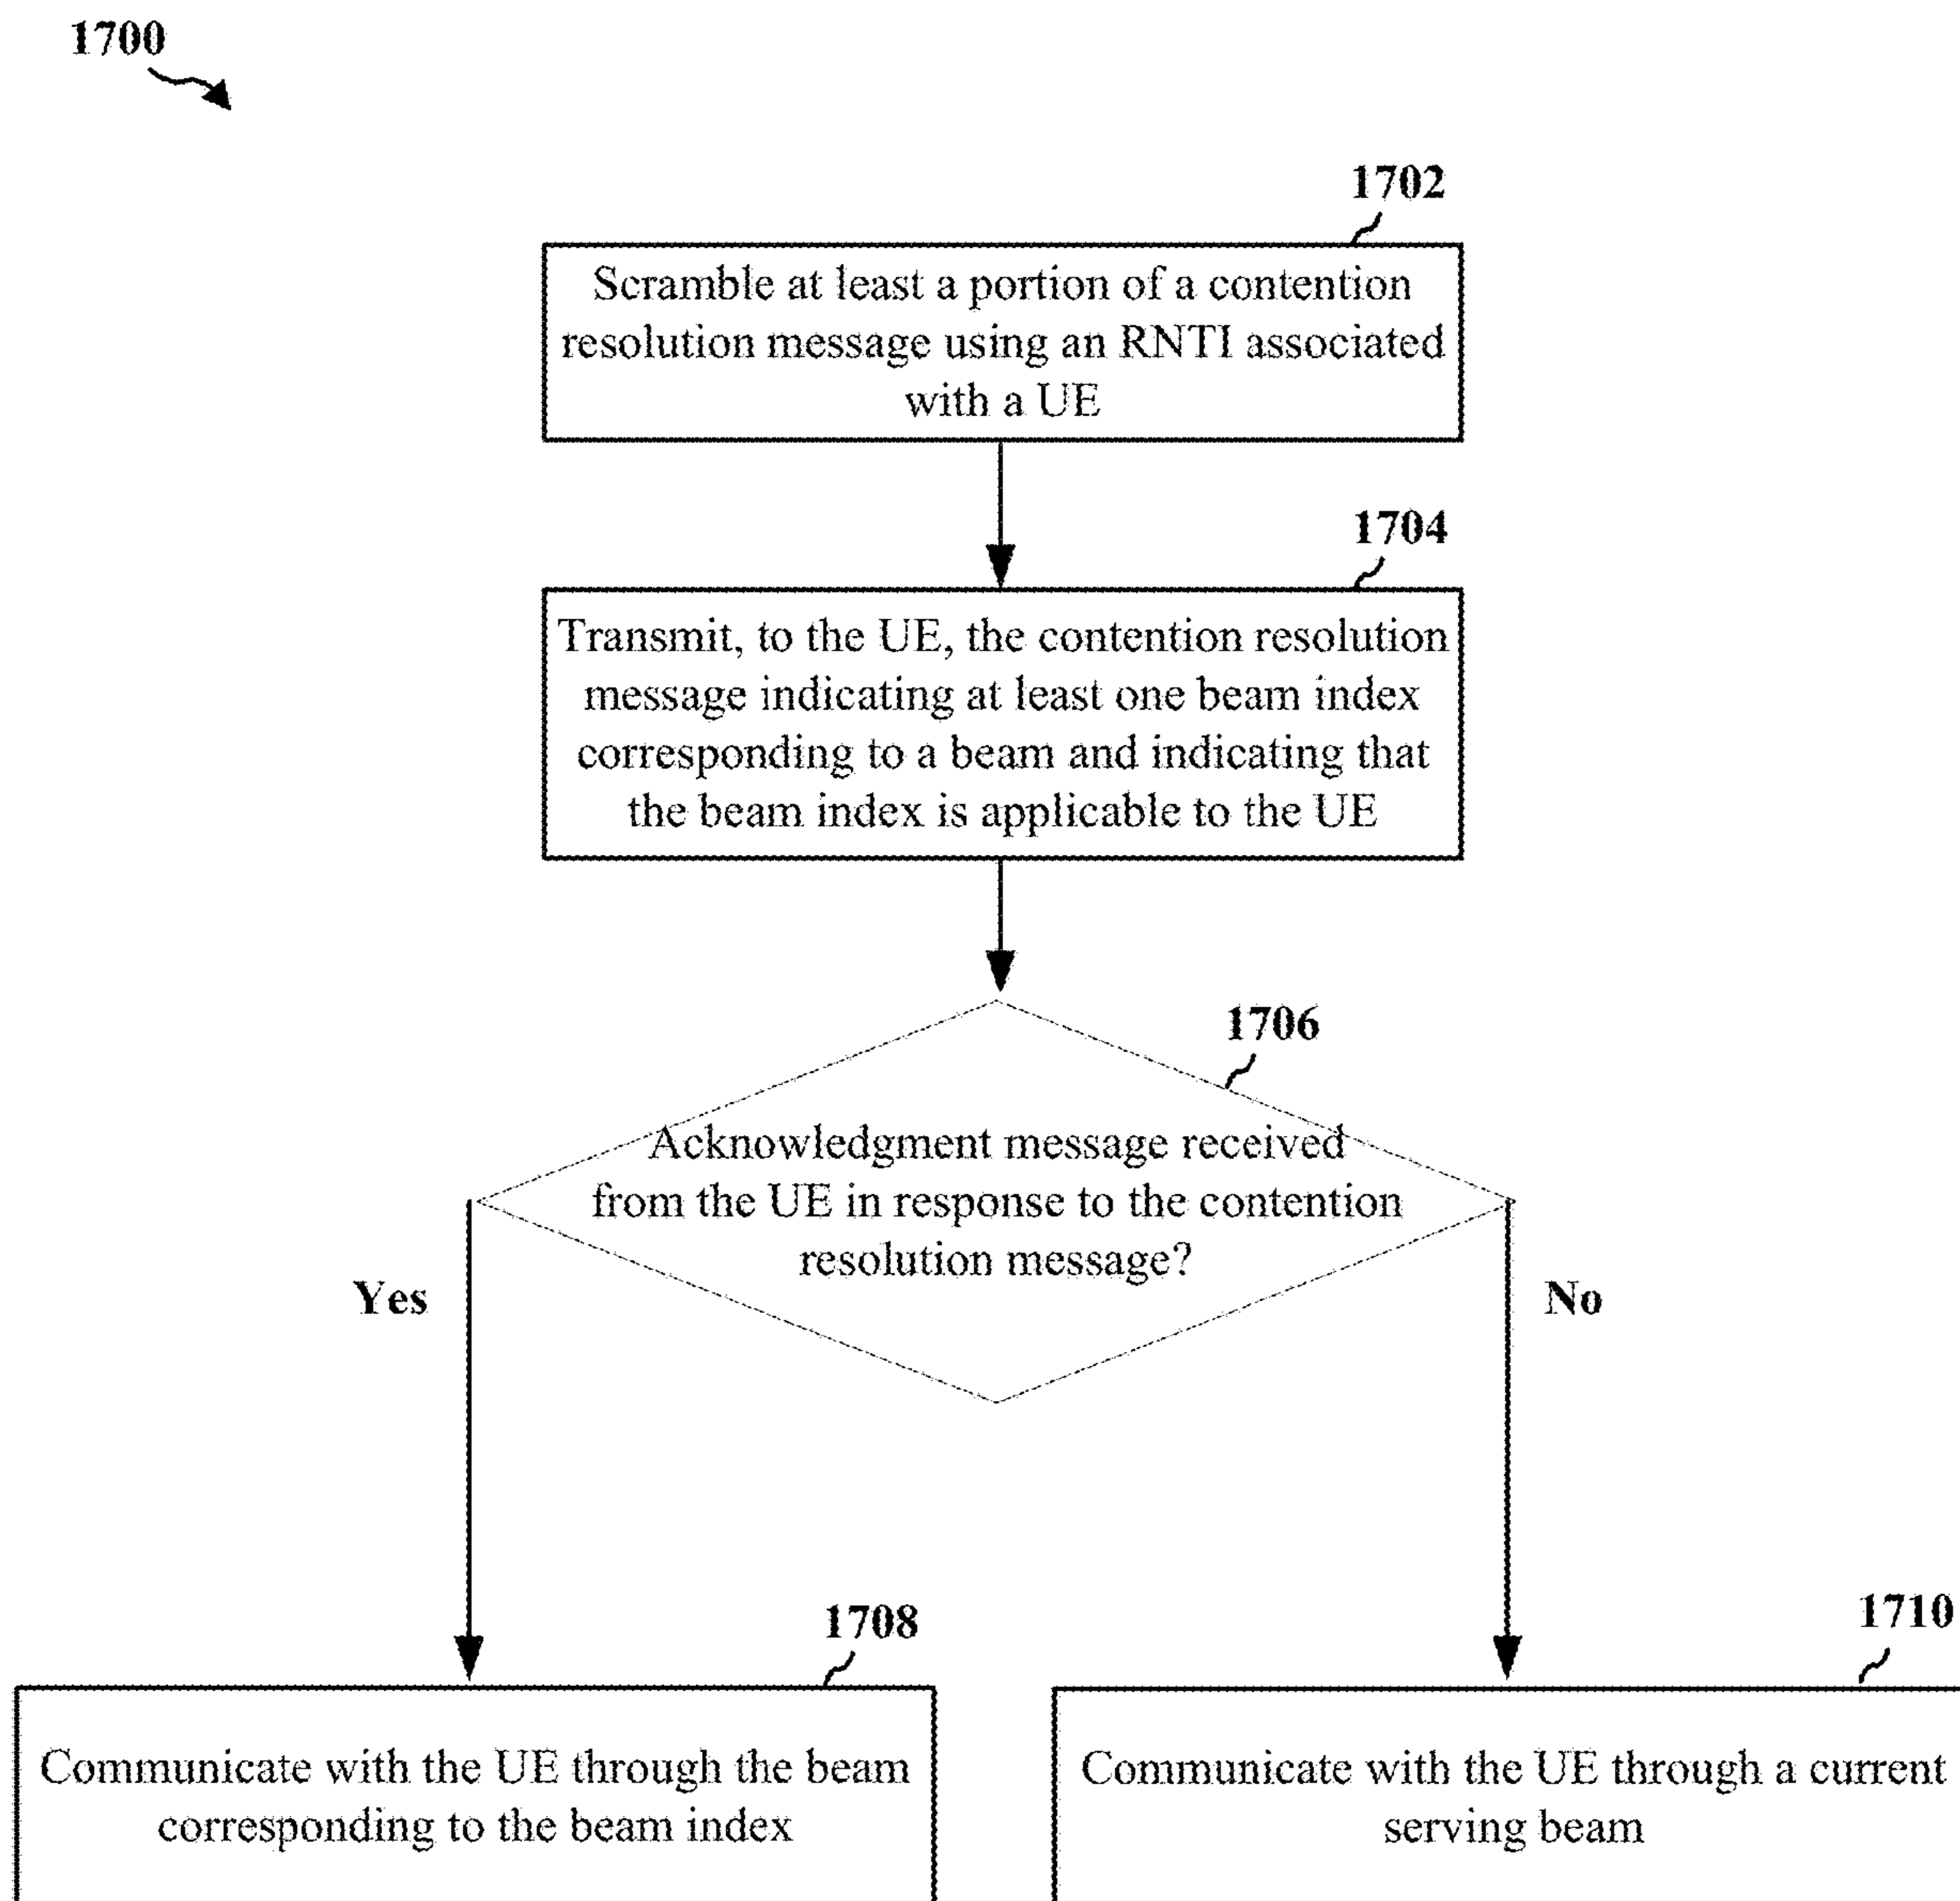 1700
1702
Scramble at least a portion of a contention
resolution message using an RNTI associated
with a UE
1704
Transmit, to the UE, the contention resolution
message indicating at least one beam index
corresponding to a beam and indicating that
the beam index is applicable to the UE
1706
Acknowledgment message received
from the UE in response to the contention
resolution message?
Yes
No
1708
Communicate with the UE through the beam
corresponding to the beam index
1710
Communicate with the UE through a current
serving beam